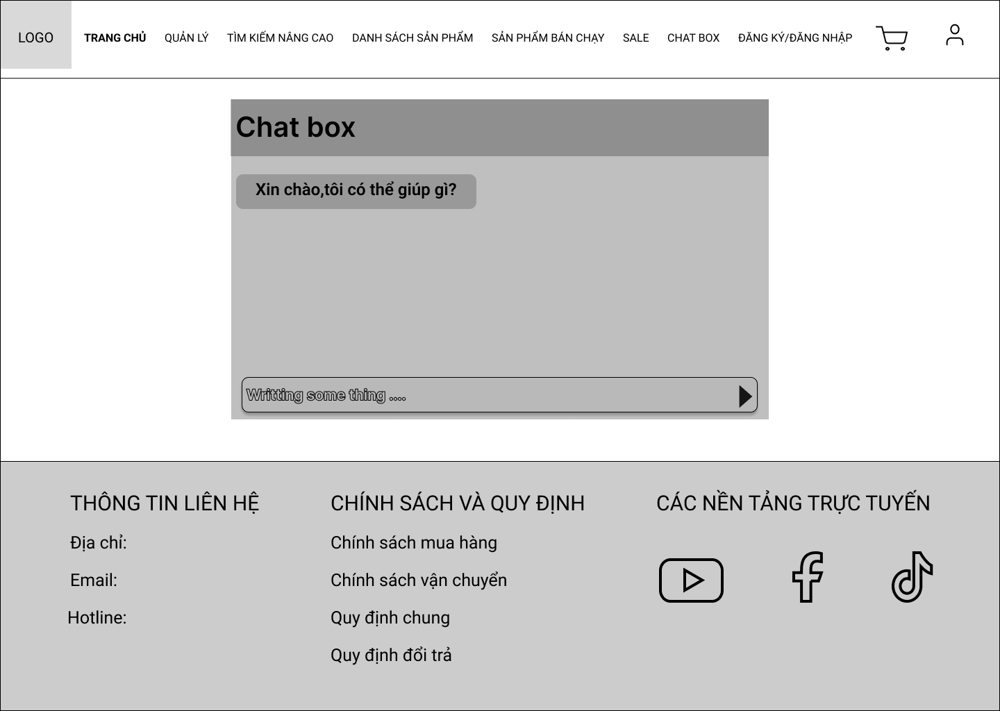 LOGO
TRANG CHỦ QUẢN LÝ TÌM KIẾM NÂNG CAO DANH SÁCH SẢN PHẨM SẢN PHẨM BÁN CHẠY SALE CHAT BOX ĐĂNG KÝ/ĐĂNG NHẬP
Chat box
Xin chào,tôi có thể giúp gì?
Writting some thing ....
THÔNG TIN LIÊN HỆ
Địa chỉ:
Email:
Hotline:
CHÍNH SÁCH VÀ QUY ĐỊNH
Chính sách mua hàng
Chính sách vận chuyển
Quy định chung
Quy định đổi trả
CÁC NỀN TẢNG TRỰC TUYẾN